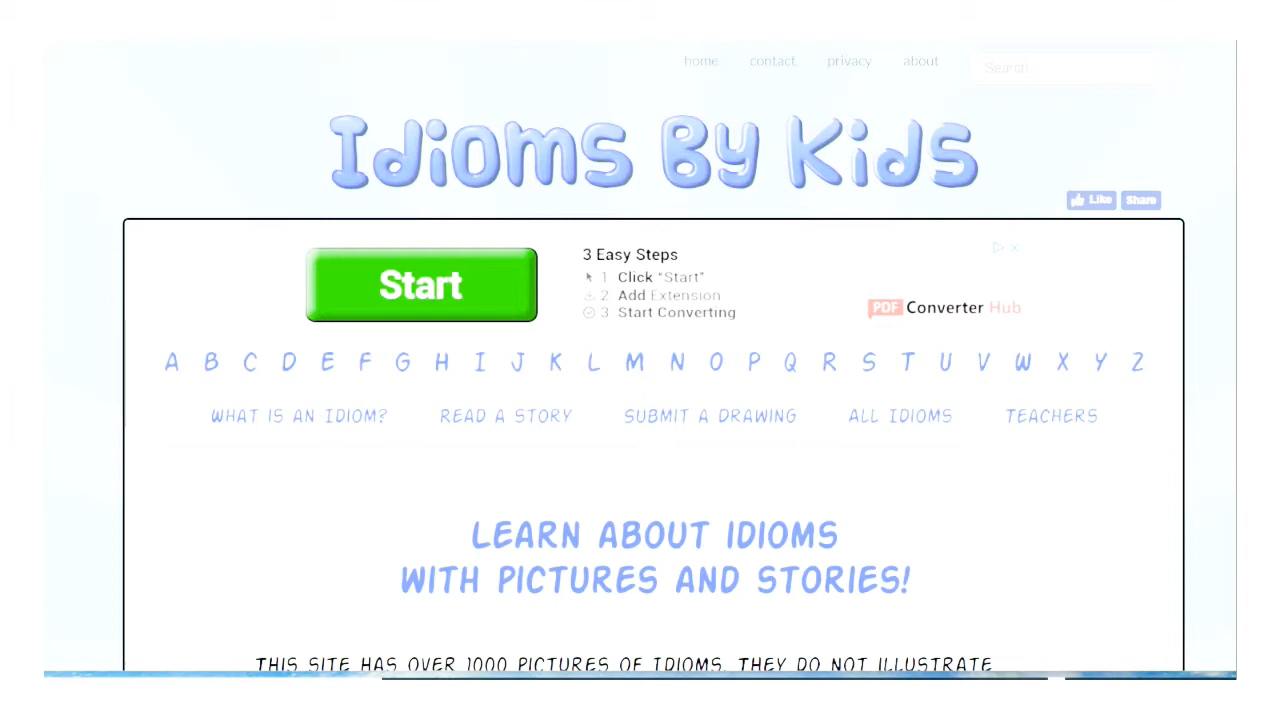 home contact privacy about Search
Idioms By Kids
Like Share
Start
3 Easy Steps
1 Click "Start"
2 Add Extension
3 Start Converting
PDF Converter Hub
A B C D E F G H I J K L M N O P Q R S T U V W X Y Z
WHAT IS AN IDIOM? READ A STORY SUBMIT A DRAWING ALL IDIOMS TEACHERS
LEARN ABOUT IDIOMS
WITH PICTURES AND STORIES!
THIS SITE HAS OVER 1000 PICTURES OF IDIOMS. THEY DO NOT ILLUSTRATE